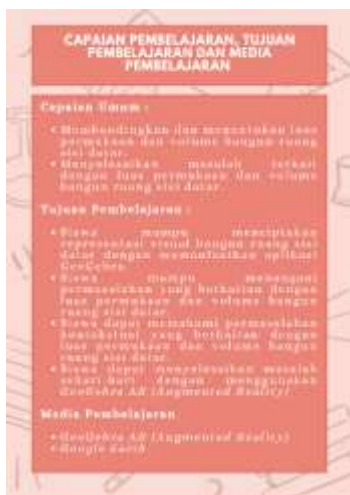 CAPAIAN PEMBELAJARAN, TUJUAN
PEMBELAJARAN DAN MEDIA
PEMBELAJARAN
Capaian Umum :
• Membandingkan dan menentukan luas
permukaan dan volume bangun ruang
sisi datar.
• Menyelesaikan masalah terkait
dengan luas permukaan dan volume
bangun ruang sisi datar.
Tujuan Pembelajaran :
• Siswa mampu menciptakan
representasi visual bangun ruang sisi
datar dengan memanfaatkan aplikasi
GeoGebra.
• Siswa mampu menangani
permasalahan yang berkaitan dengan
luas permukaan dan volume bangun
ruang sisi datar.
• Siswa dapat memahami permasalahan
yang berkaitan dengan
luas permukaan dan volume bangun
ruang sisi datar.
• Siswa dapat menyelesaikan masalah
sehari-hari dengan menggunakan
GeoGebra AR (Augmented Reality)
Media Pembelajaran
• GeoGebra AR (Augmented Reality)
• Google Earth